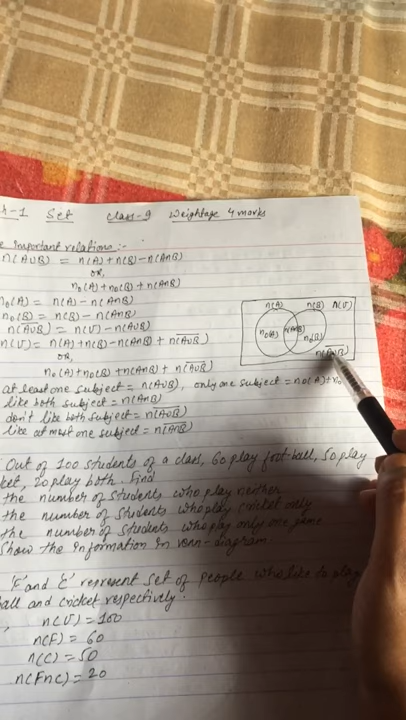 Set Class-9 Weightage 4 marks
Important relations :-
n(A∪B) = n(A) + n(B) - n(A∩B)
or,
n₀(A) + n₀(B) + n(A∩B)
n₀(A) = n(A) - n(A∩B)
n₀(B) = n(B) - n(A∩B)
n(A̅∪̅B̅) = n(U) - n(A∪B)
n(U) = n(A) + n(B) - n(A∩B) + n(A̅∪̅B̅)
or,
n₀(A) + n₀(B) + n(A∩B) + n(A̅∪̅B̅)
n(A) n(B) n(U)
n₀(A) n(A∩B) n₀(B)
n(A̅∪̅B̅)
at least one subject = n(A∪B), only one subject = n₀(A) + n₀
like both subject = n(A∩B)
don't like both subject = n(A̅∪̅B̅)
like at most one subject = n(A̅∩̅B̅)
Out of 100 students of a class, 60 play foot-ball, 50 play
ket, 20 play both. Find
the number of students who play neither
the number of students who play cricket only
the number of students who play only one game
Show the information in venn-diagram.
'F' and 'C' represent set of people who like to play
ball and cricket respectively.
n(U) = 100
n(F) = 60
n(C) = 50
n(F∩C) = 20